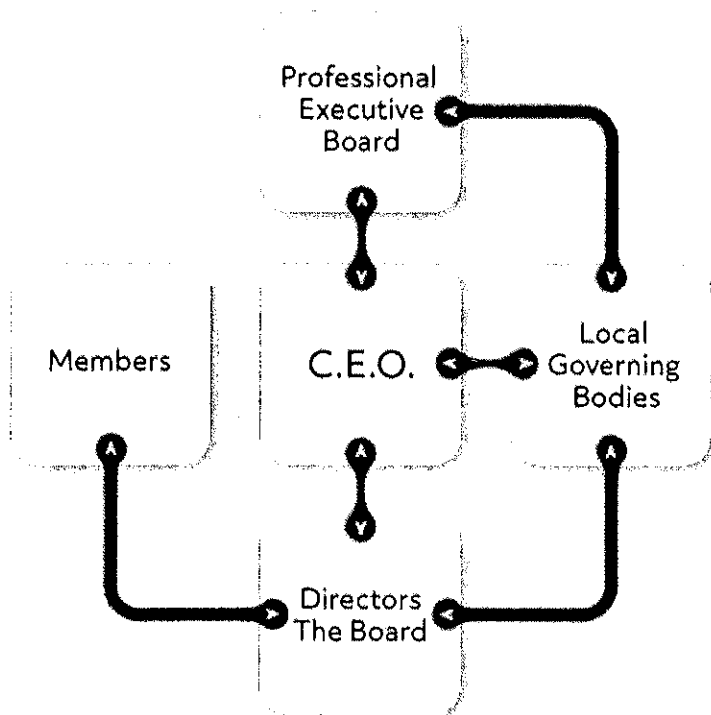 Professional
Executive
Board
Members
C.E.O.
Local
Governing
Bodies
Directors
The Board